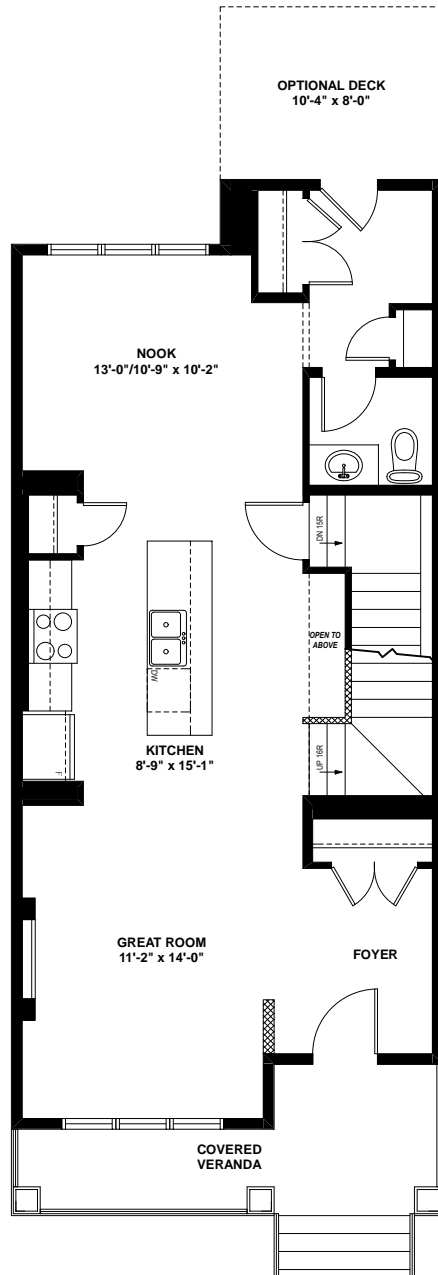 OPTIONAL DECK
10'-4" x 8'-0"
NOOK
13'-0"/10'-9" x 10'-2"
DN 15R
OPEN TO
ABOVE
DW
KITCHEN
8'-9" x 15'-1"
UP 16R
F
GREAT ROOM
11'-2" x 14'-0"
FOYER
COVERED
VERANDA